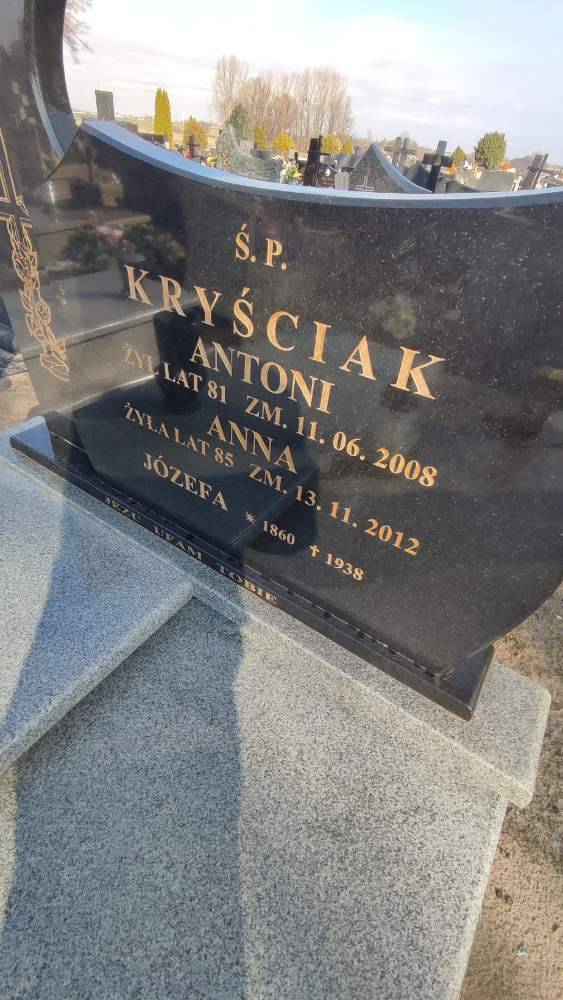 Ś.P.
KRYŚCIAK
ANTONI
ŻYŁ LAT 81 ZM. 11. 06. 2008
ANNA
ŻYŁA LAT 85 ZM. 13. 11. 2012
JÓZEFA * 1860 † 1938
JEZU UFAM TOBIE